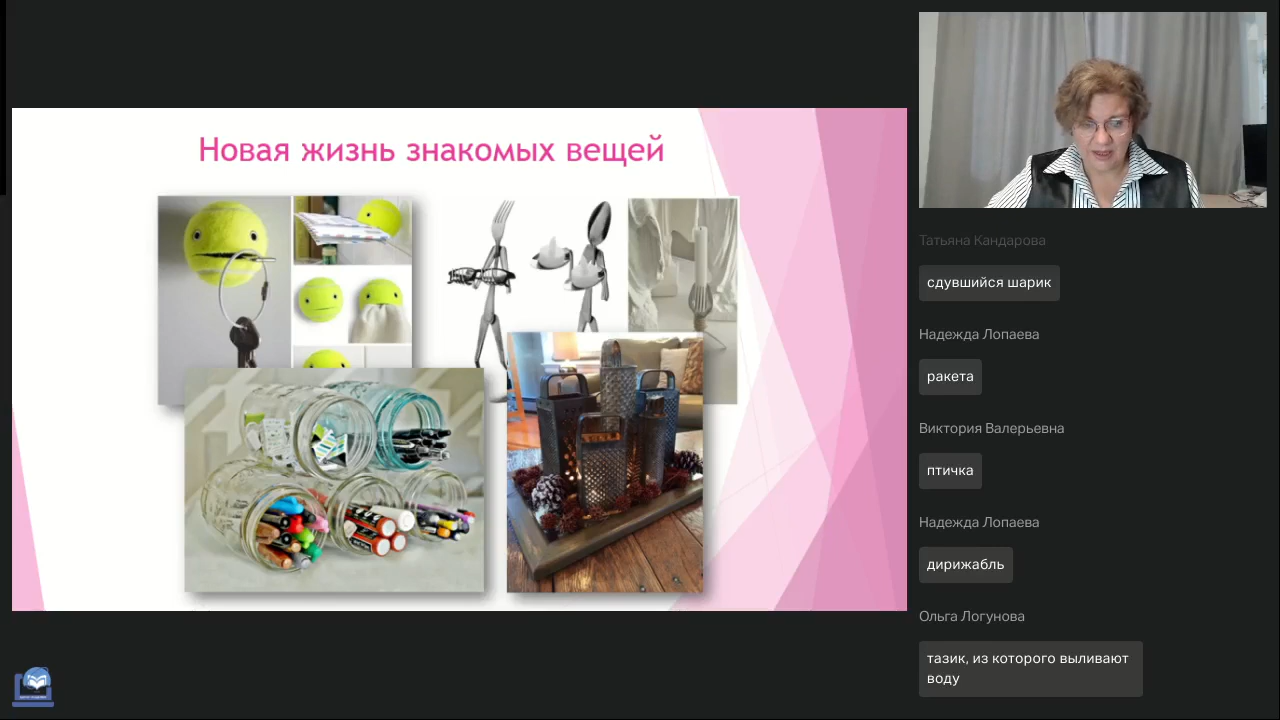 Новая жизнь знакомых вещей
Татьяна Кандарова
сдувшийся шарик
Надежда Лопаева
ракета
Виктория Валерьевна
птичка
Надежда Лопаева
дирижабль
Ольга Логунова
тазик, из которого выливают
воду